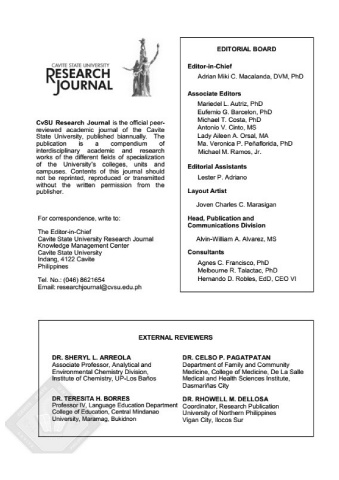 CAVITE STATE UNIVERSITY
RESEARCH
JOURNAL
CvSU Research Journal is the official peer-
reviewed academic journal of the Cavite
State University, published biannually. The
publication is a compendium of
interdisciplinary academic and research
works of the different fields of specialization
of the University's colleges, units and
campuses. Contents of this journal should
not be reprinted, reproduced or transmitted
without the written permission from the
publisher.
For correspondence, write to:
The Editor-in-Chief
Cavite State University Research Journal
Knowledge Management Center
Cavite State University
Indang, 4122 Cavite
Philippines
Tel. No.: (046) 8621654
Email: researchjournal@cvsu.edu.ph
EDITORIAL BOARD
Editor-in-Chief
Adrian Miki C. Macalanda, DVM, PhD
Associate Editors
Mariedel L. Autriz, PhD
Eufemio G. Barcelon, PhD
Michael T. Costa, PhD
Antonio V. Cinto, MS
Lady Aileen A. Orsal, MA
Ma. Veronica P. Peñaflorida, PhD
Michael M. Ramos, Jr.
Editorial Assistants
Lester P. Adriano
Layout Artist
Joven Charles C. Marasigan
Head, Publication and
Communications Division
Alvin-William A. Alvarez, MS
Consultants
Agnes C. Francisco, PhD
Melbourne R. Talactac, PhD
Hernando D. Robles, EdD, CEO VI
EXTERNAL REVIEWERS
DR. SHERYL L. ARREOLA
Associate Professor, Analytical and
Environmental Chemistry Division,
Institute of Chemistry, UP-Los Baños
DR. TERESITA H. BORRES
Professor IV, Language Education Department
College of Education, Central Mindanao
University, Maramag, Bukidnon
DR. CELSO P. PAGATPATAN
Department of Family and Community
Medicine, College of Medicine, De La Salle
Medical and Health Sciences Institute,
Dasmariñas City
DR. RHOWELL M. DELLOSA
Coordinator, Research Publication
University of Northern Philippines
Vigan City, Ilocos Sur